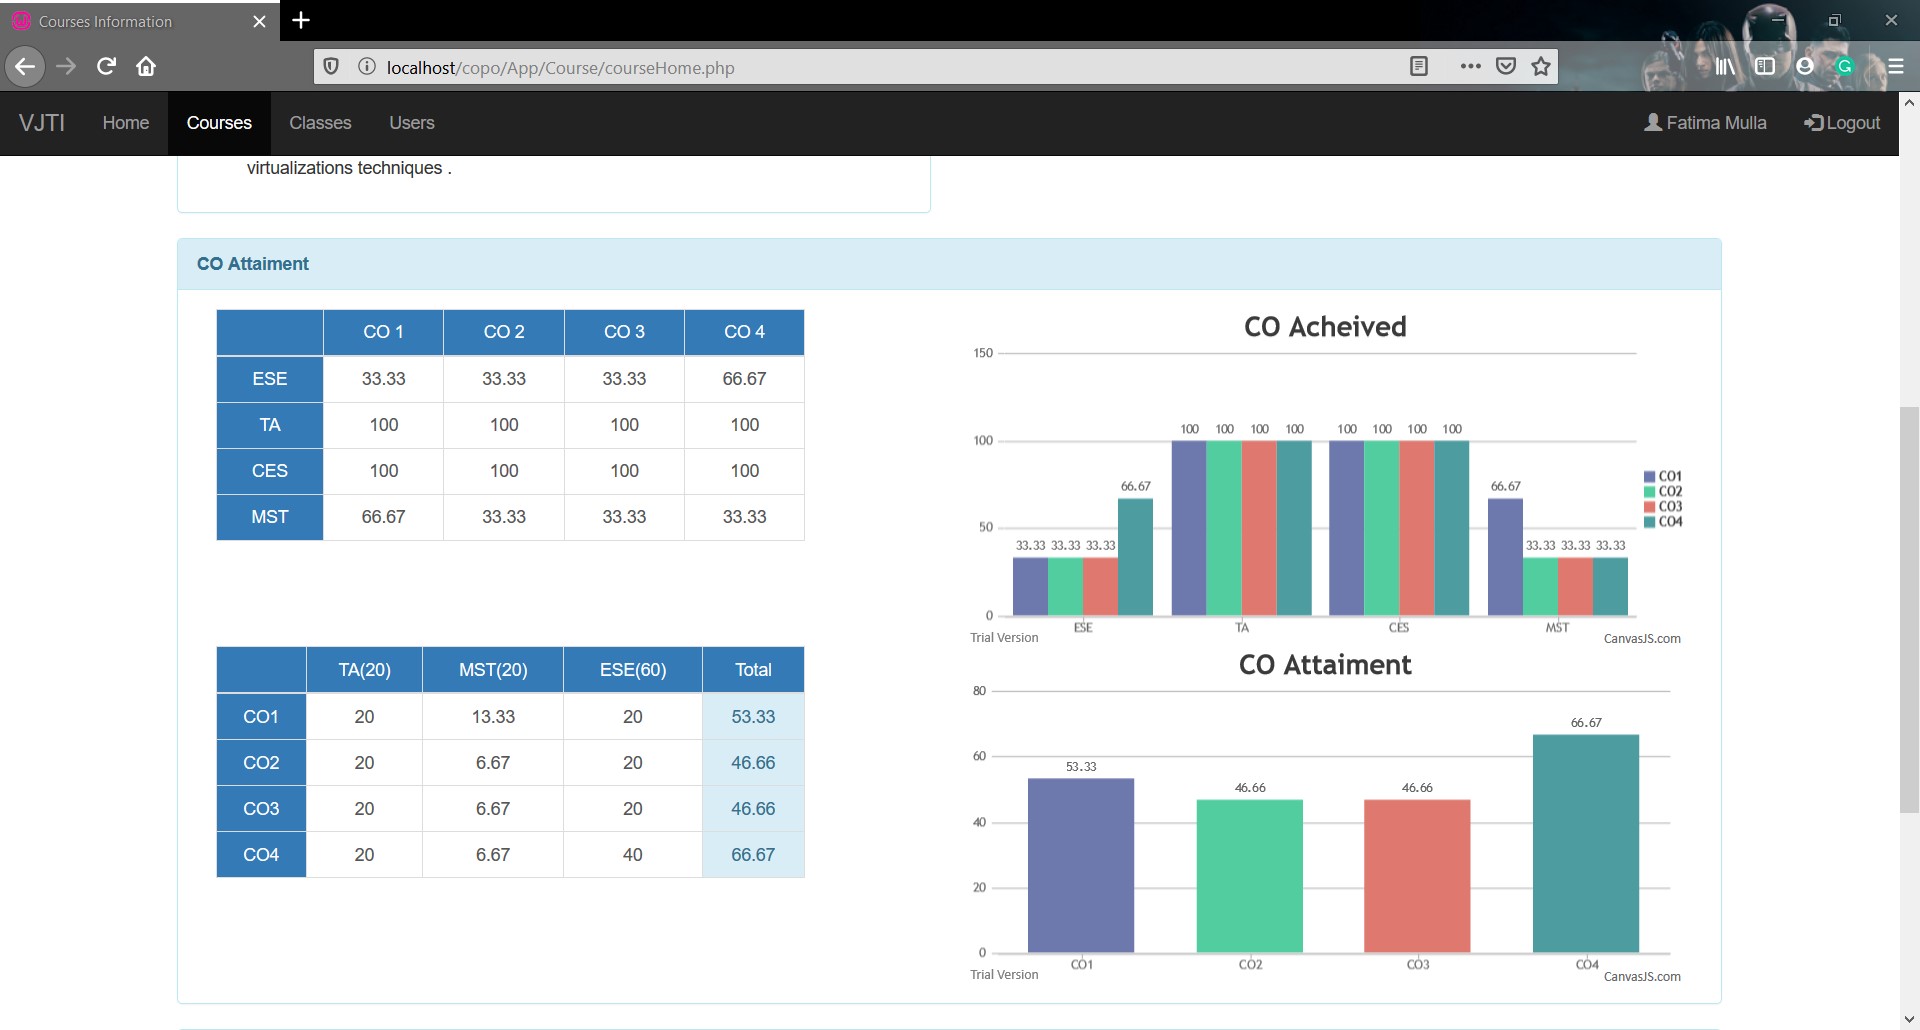 Courses Information
localhost/copo/App/Course/courseHome.php
VJTI Home Courses Classes Users Fatima Mulla Logout
virtualizations techniques .
CO Attaiment
CO 1 CO 2 CO 3 CO 4
ESE 33.33 33.33 33.33 66.67
TA 100 100 100 100
CES 100 100 100 100
MST 66.67 33.33 33.33 33.33
TA(20) MST(20) ESE(60) Total
CO1 20 13.33 20 53.33
CO2 20 6.67 20 46.66
CO3 20 6.67 20 46.66
CO4 20 6.67 40 66.67
CO Acheived
150
100 100 100 100 100 100 100 100
100
66.67 66.67
50
33.33 33.33 33.33 33.33 33.33 33.33
0
ESE TA CES MST
CO1
CO2
CO3
CO4
Trial Version CanvasJS.com
CO Attaiment
80
66.67
60
53.33
46.66 46.66
40
20
0
CO1 CO2 CO3 CO4
Trial Version CanvasJS.com